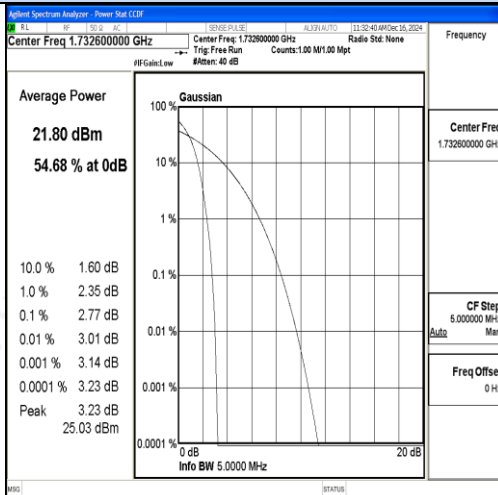 Agilent Spectrum Analyzer - Power Stat CCDF
RL RF 50 Ω AC SENSE:PULSE ALIGN AUTO 11:32:40 AM Dec 16, 2024
Center Freq 1.732600000 GHz
Center Freq: 1.732600000 GHz Radio Std: None
Trig: Free Run Counts:1.00 M/1.00 Mpt
#IFGain:Low #Atten: 40 dB
Frequency
Average Power
21.80 dBm
54.68 % at 0dB
10.0 % 1.60 dB
1.0 % 2.35 dB
0.1 % 2.77 dB
0.01 % 3.01 dB
0.001 % 3.14 dB
0.0001 % 3.23 dB
Peak 3.23 dB
25.03 dBm
Gaussian
100 %
10 %
1 %
0.1 %
0.01 %
0.001 %
0.0001 %
0 dB 20 dB
Info BW 5.0000 MHz
Center Freq
1.732600000 GHz
CF Step
5.000000 MHz
Auto Man
Freq Offset
0 Hz
MSG STATUS